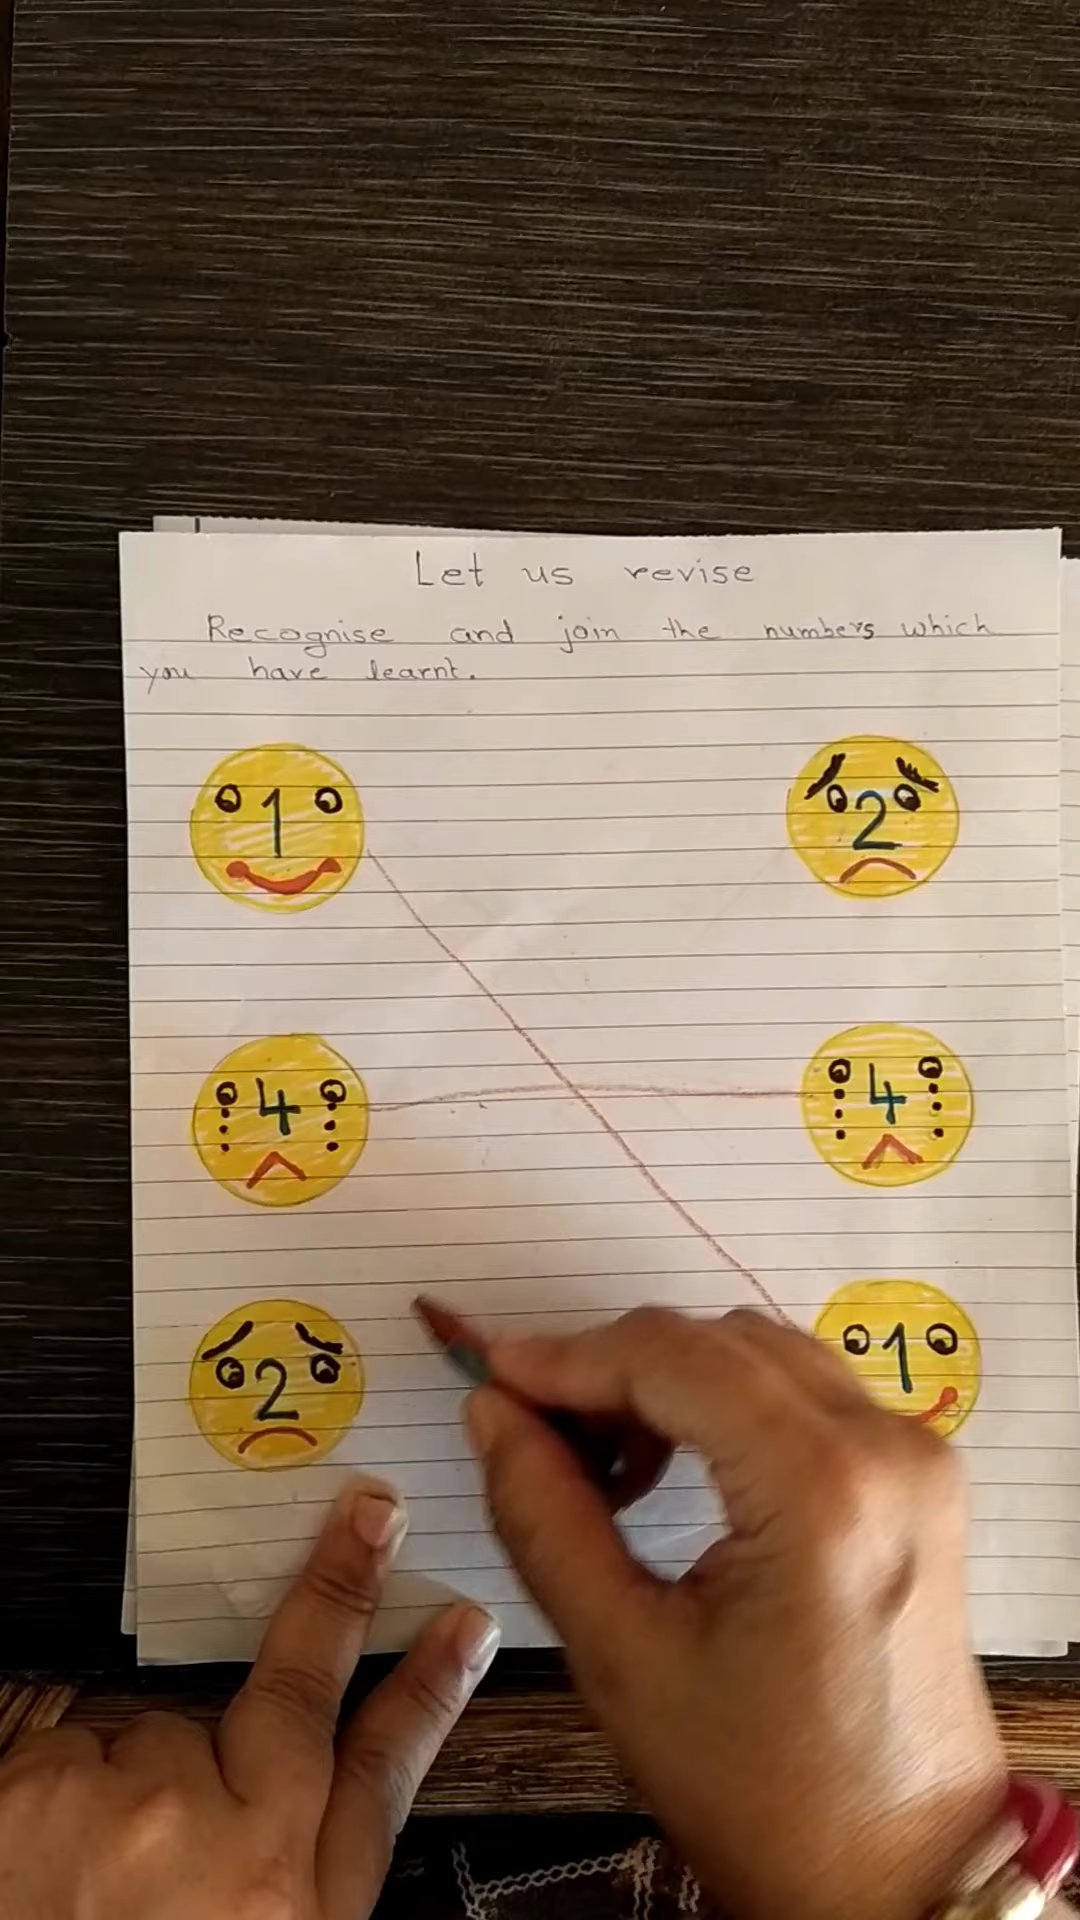 Let us revise
Recognise and join the numbers which
you have learnt.
1 2
4 4
2 1